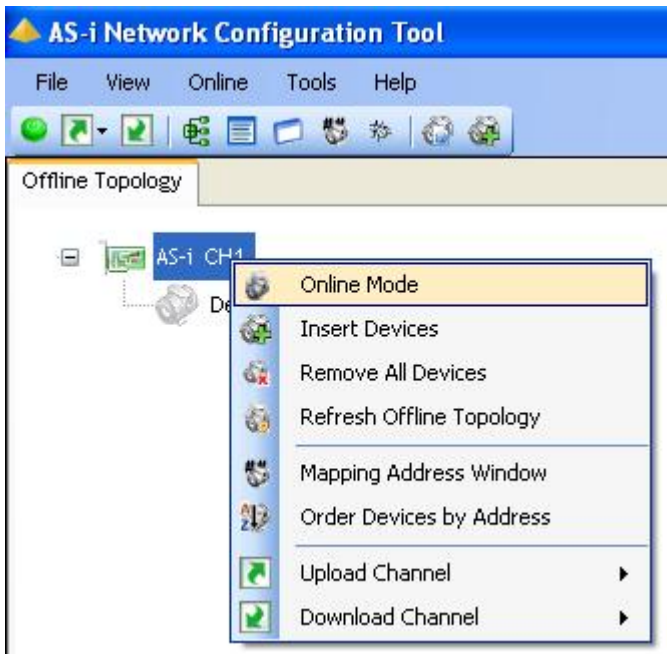 AS-i Network Configuration Tool
File View Online Tools Help
Offline Topology
AS-i CH1
De
Online Mode
Insert Devices
Remove All Devices
Refresh Offline Topology
Mapping Address Window
Order Devices by Address
Upload Channel
Download Channel